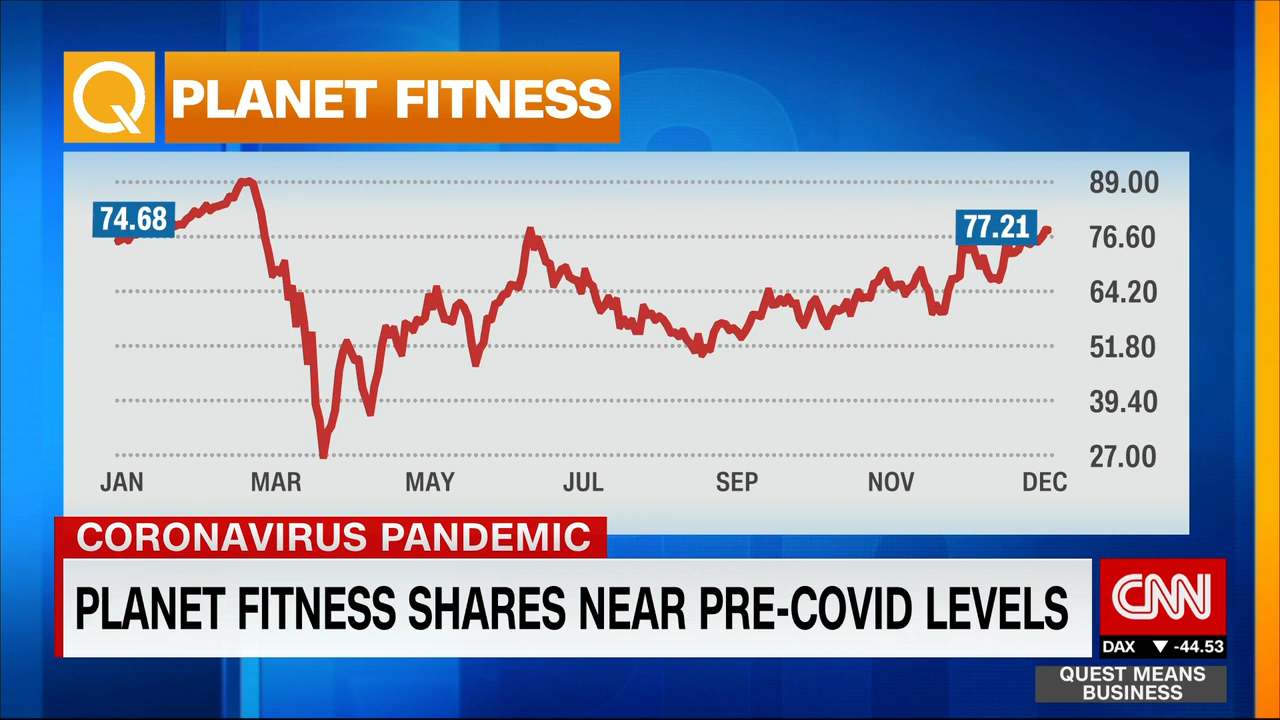 Q PLANET FITNESS
89.00
74.68
77.21
76.60
64.20
51.80
39.40
27.00
JAN MAR MAY JUL SEP NOV DEC
CORONAVIRUS PANDEMIC
PLANET FITNESS SHARES NEAR PRE-COVID LEVELS
CNN
DAX ▼ -44.53
QUEST MEANS
BUSINESS